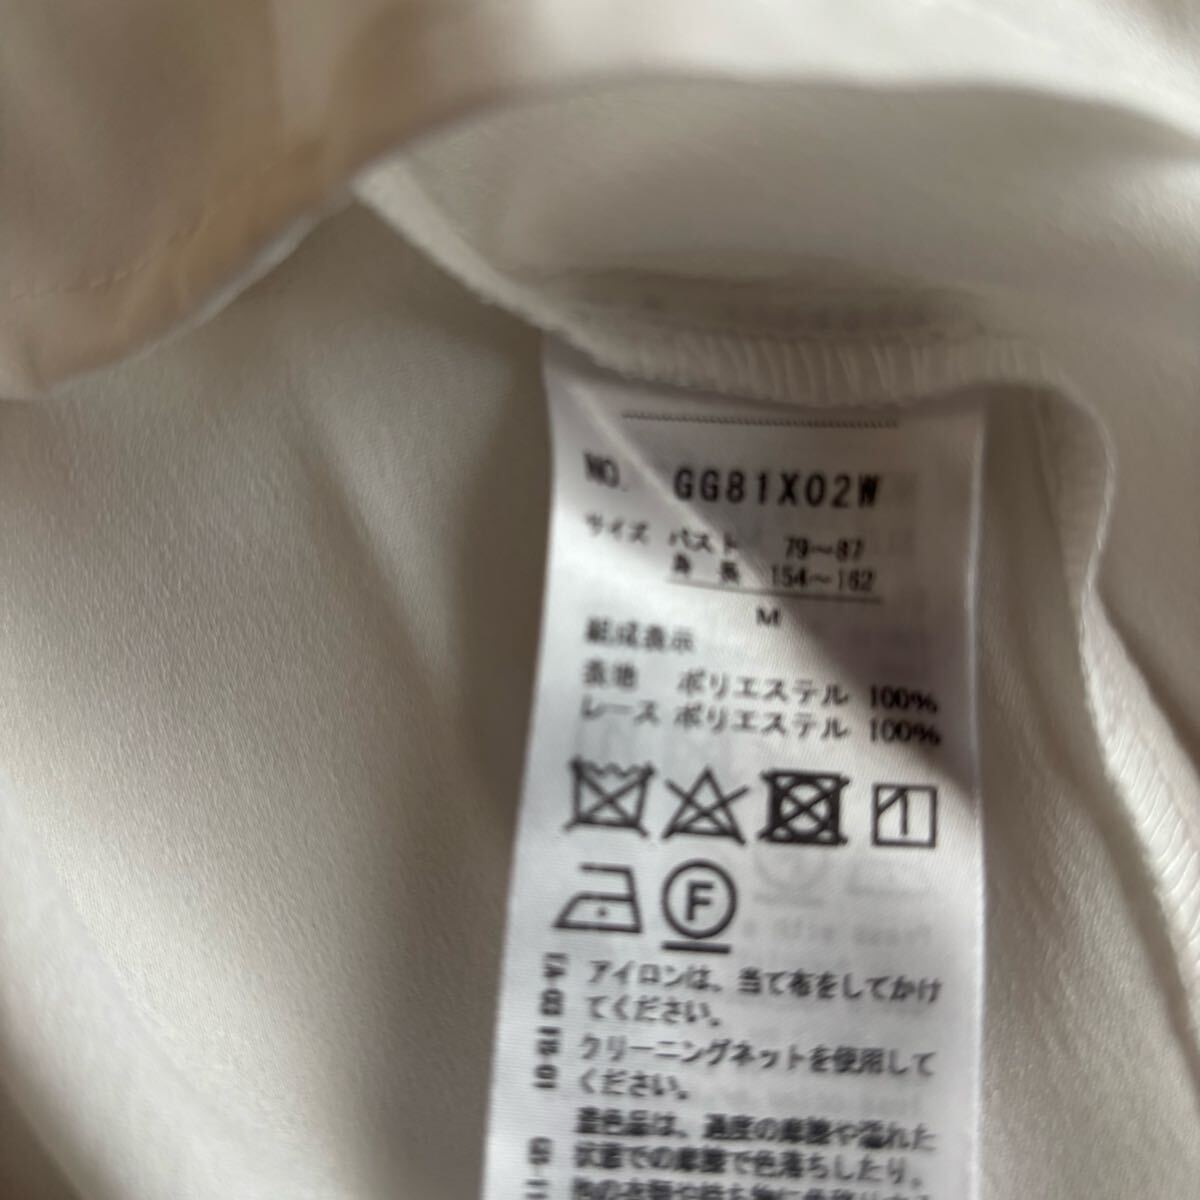 NO. GG81X02W
サイズ バスト 79～87
身長 154～162
M
組成表示
表地 ポリエステル 100%
レース ポリエステル 100%
F
アイロンは、当て布をしてかけ
てください。
クリーニングネットを使用して
ください。
濃色品は、過度の摩擦や濡れた
状態での摩擦で色落ちしたり、